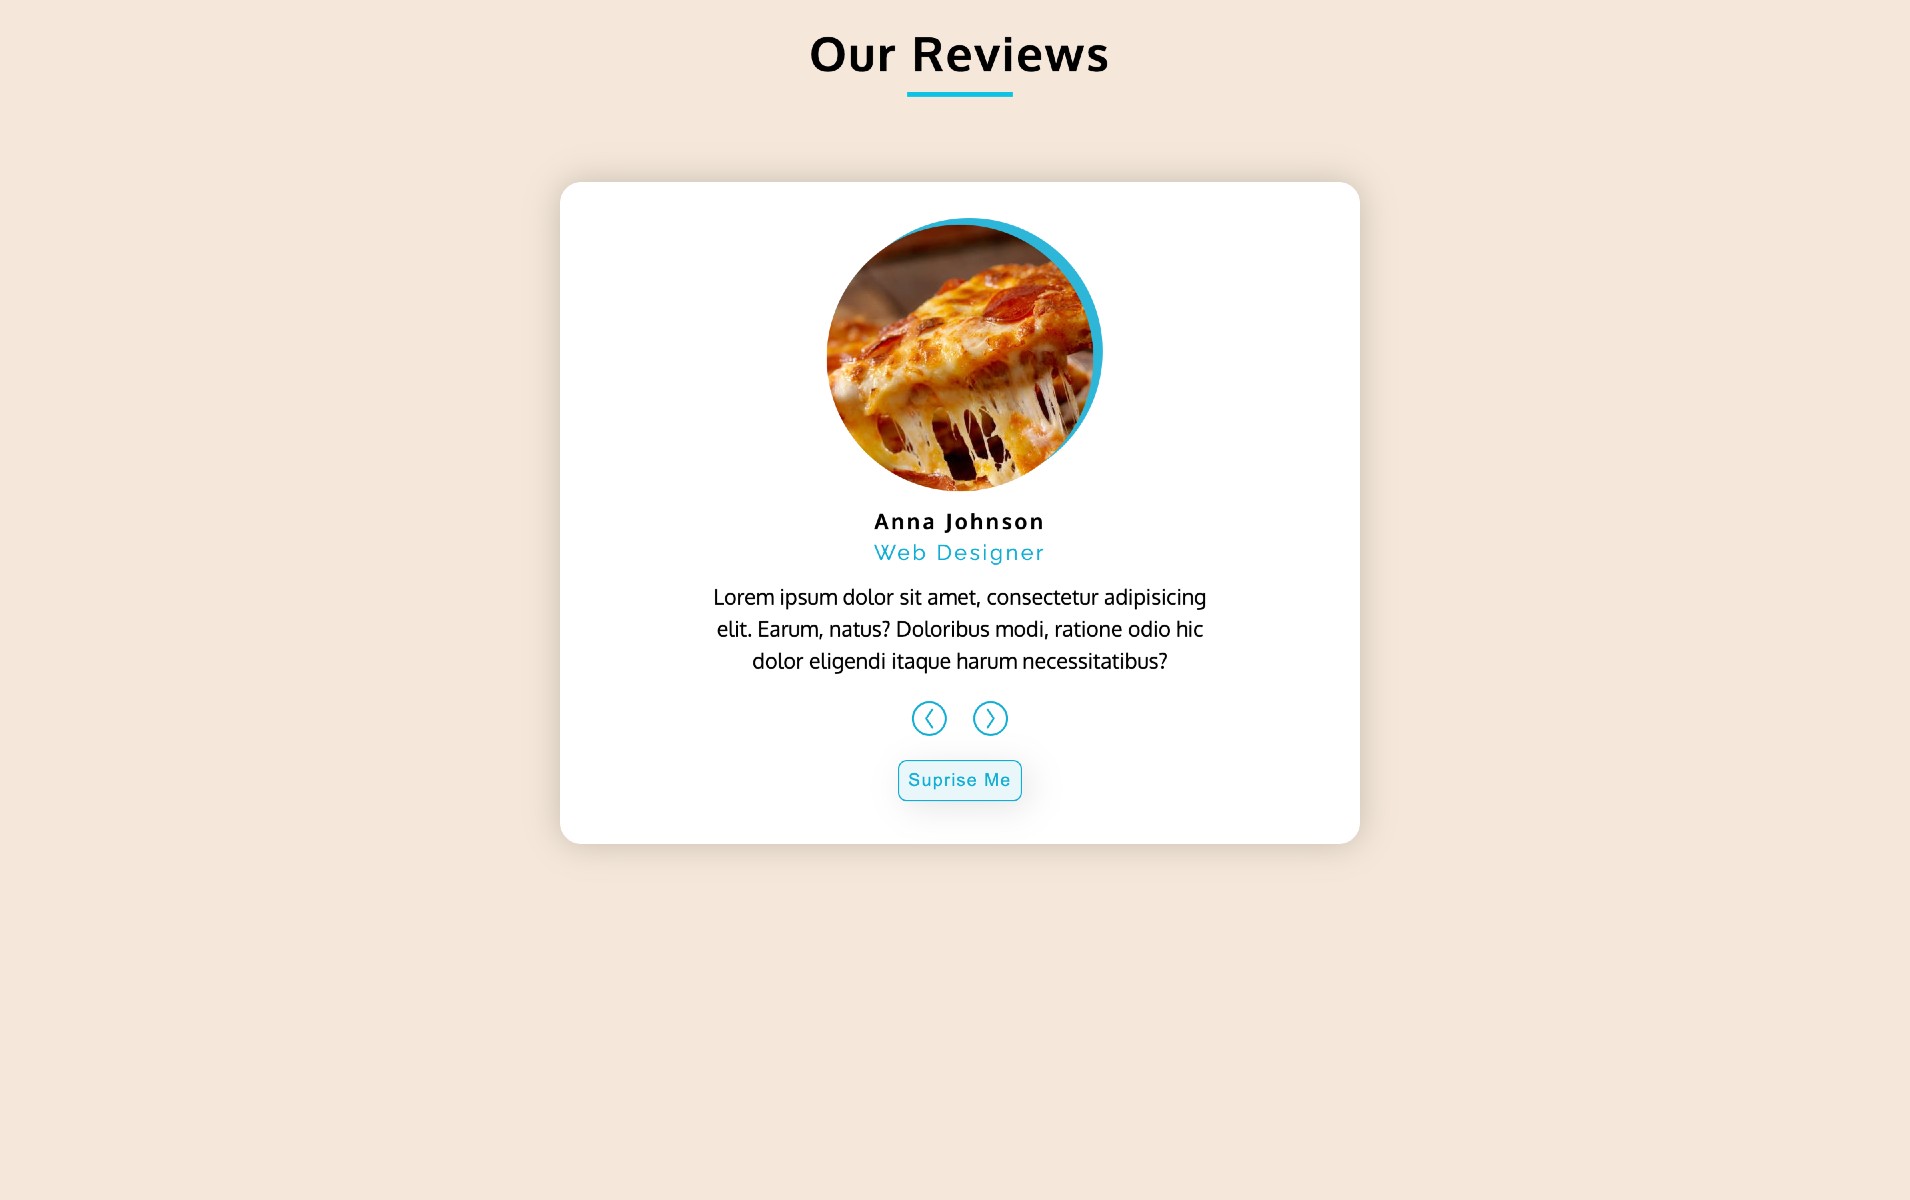 Our Reviews
Anna Johnson
Web Designer
Lorem ipsum dolor sit amet, consectetur adipisicing
elit. Earum, natus? Doloribus modi, ratione odio hic
dolor eligendi itaque harum necessitatibus?
Suprise Me